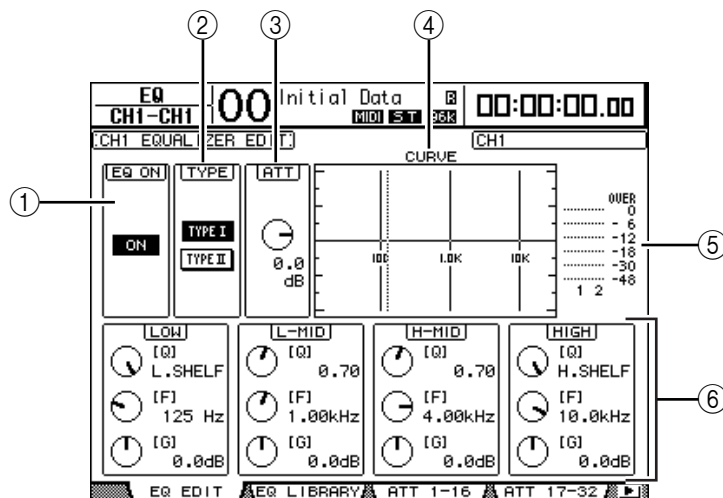 ② ③ ④
EQ
CH1-CH1
00 Initial Data R
MIDI ST 96k
00:00:00.00
CH1 EQUALIZER EDIT
CH1
CURVE
EQ ON
TYPE
ATT
①
ON
TYPE I
TYPE II
0.0
dB
100 1.0K 10K
OVER
0
-6
-12
-18
-30
-48
1 2
⑤
LOW
[Q]
L.SHELF
[F]
125 Hz
[G]
0.0dB
L-MID
[Q]
0.70
[F]
1.00kHz
[G]
0.0dB
H-MID
[Q]
0.70
[F]
4.00kHz
[G]
0.0dB
HIGH
[Q]
H.SHELF
[F]
10.0kHz
[G]
0.0dB
⑥
EQ EDIT EQ LIBRARY ATT 1-16 ATT 17-32